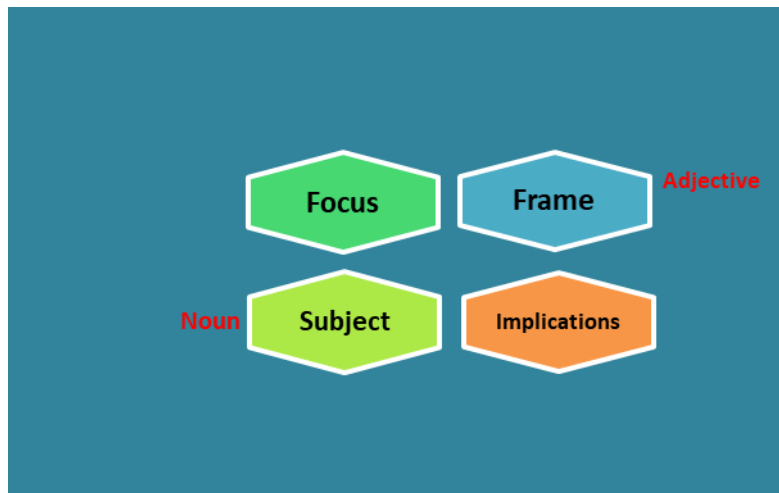 Focus
Frame
Adjective
Noun
Subject
Implications